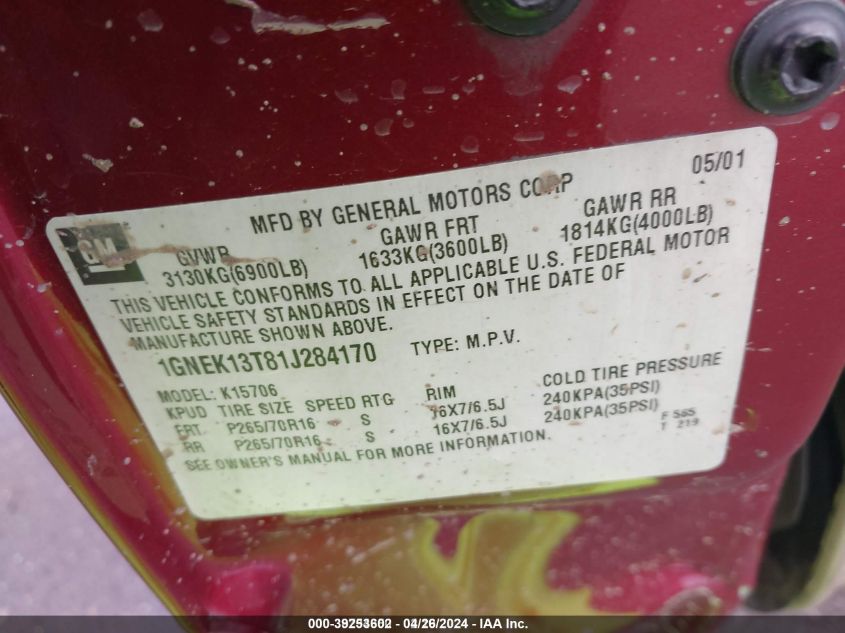 05/01
MFD BY GENERAL MOTORS CORP
GM
GVWR GAWR FRT GAWR RR
3130KG(6900LB) 1633KG(3600LB) 1814KG(4000LB)
THIS VEHICLE CONFORMS TO ALL APPLICABLE U.S. FEDERAL MOTOR
VEHICLE SAFETY STANDARDS IN EFFECT ON THE DATE OF
MANUFACTURE SHOWN ABOVE.
1GNEK13T81J284170 TYPE: M.P.V.
MODEL: K15706
KPUD TIRE SIZE SPEED RTG RIM COLD TIRE PRESSURE
FRT P265/70R16 S 16X7/6.5J 240KPA(35PSI)
RR P265/70R16 S 16X7/6.5J 240KPA(35PSI)
SEE OWNER'S MANUAL FOR MORE INFORMATION.
F 565
T 219
000-39253602 - 04/26/2024 - IAA Inc.